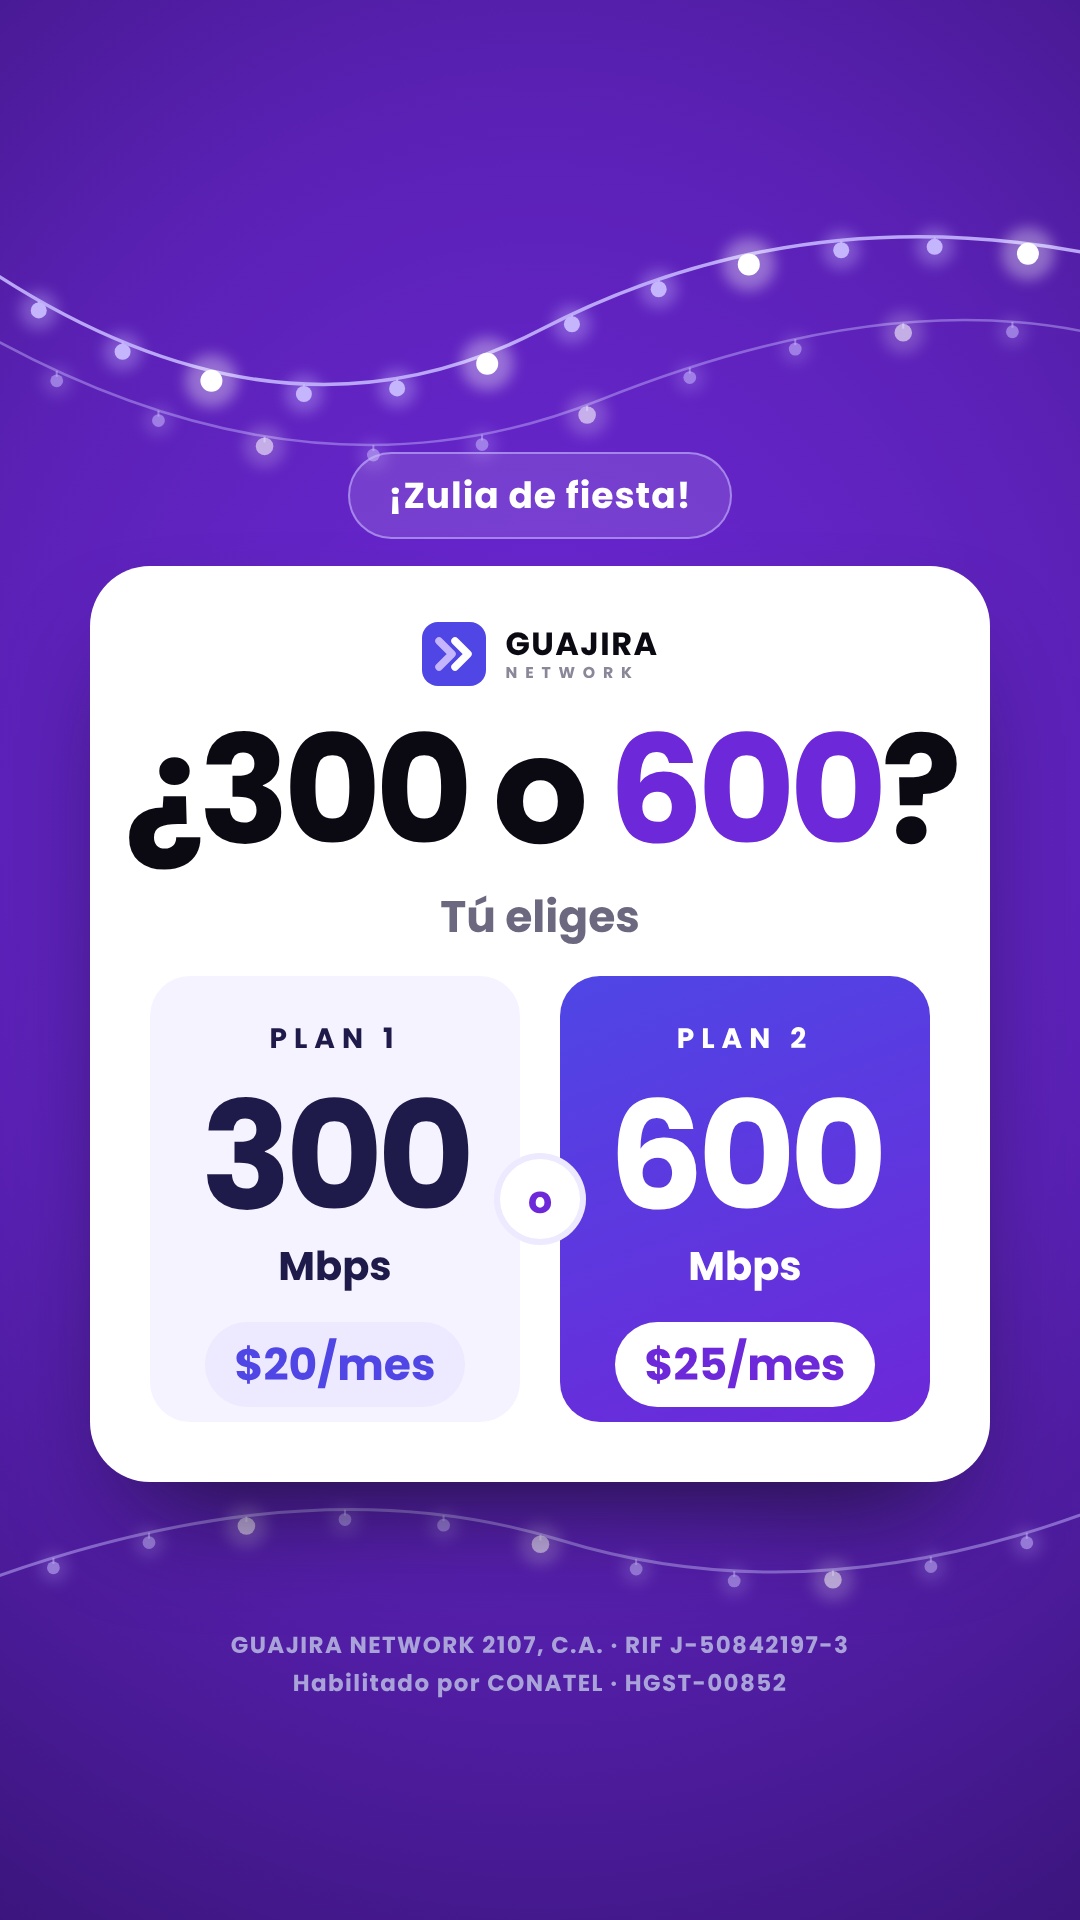 ¡Zulia de fiesta!
GUAJIRA
NETWORK
¿300 o 600?
Tú eliges
PLAN 1
300
Mbps
$20/mes
o
PLAN 2
600
Mbps
$25/mes
GUAJIRA NETWORK 2107, C.A. · RIF J-50842197-3
Habilitado por CONATEL · HGST-00852